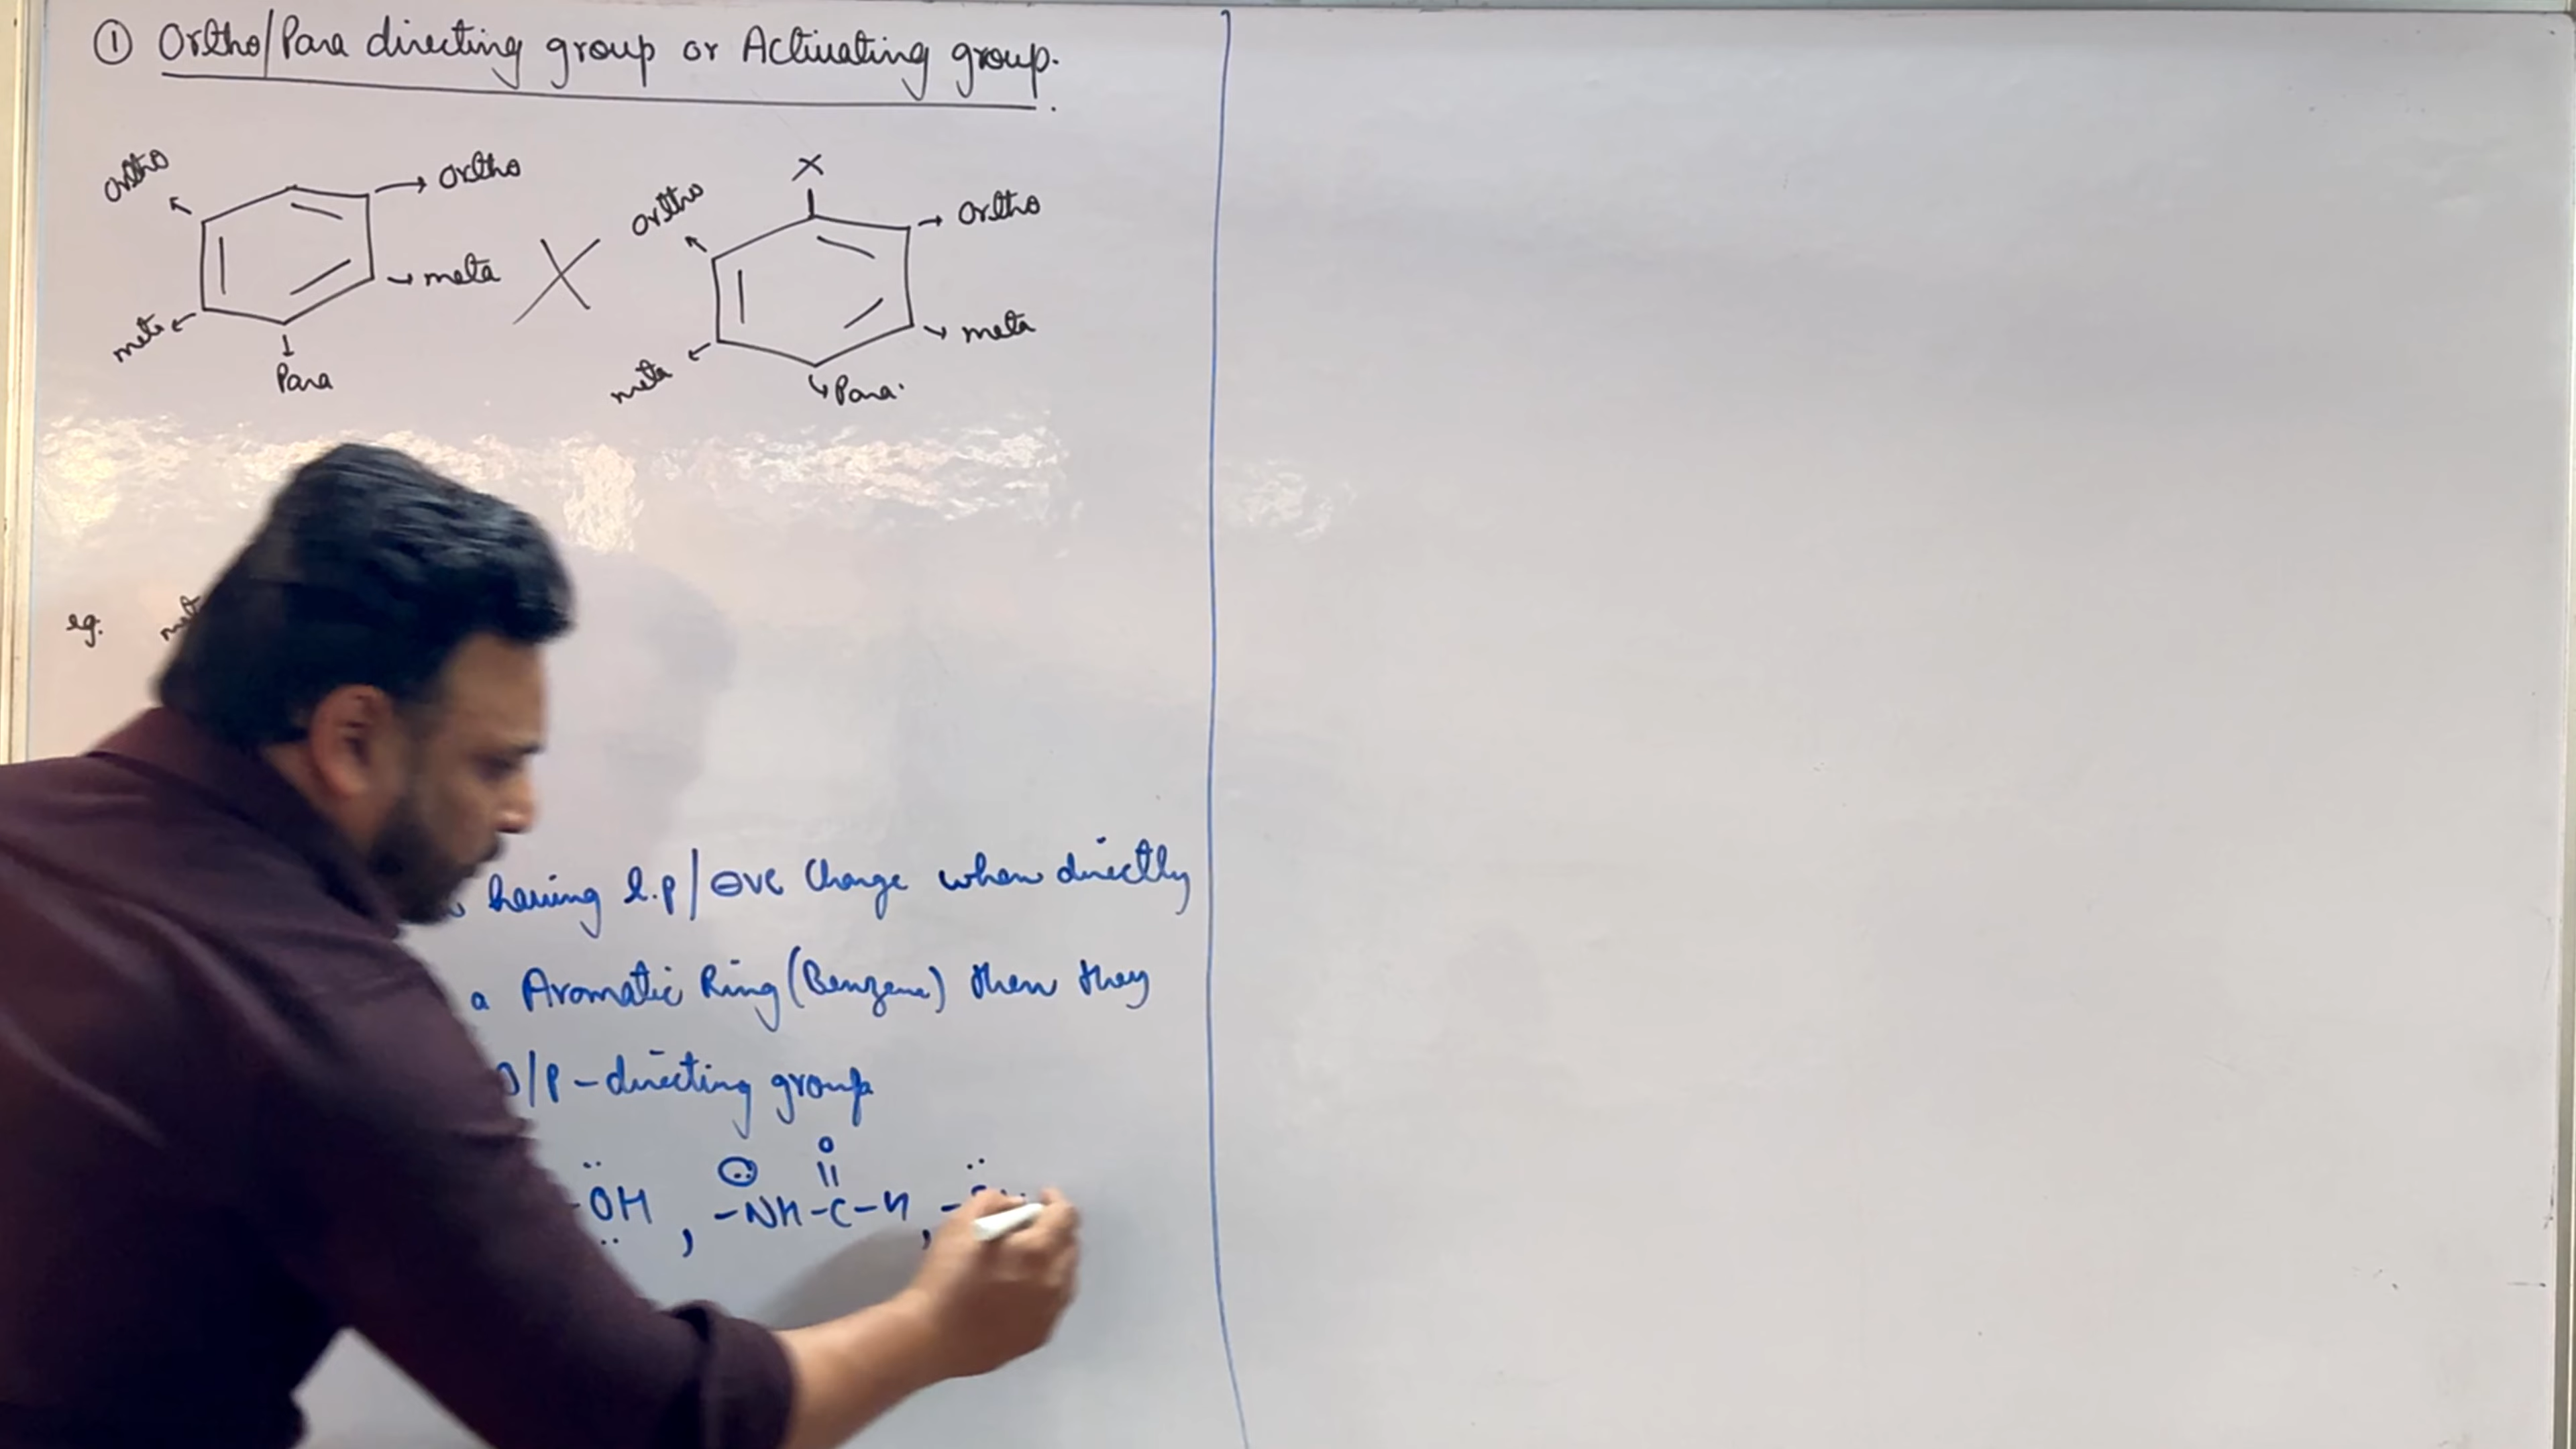 ① Ortho/Para directing group or Activating group.
ortho → ortho
→ meta
meta ←
Para
X
ortho → ortho
→ meta
meta ←
Para.
eg.
having l.p/⊖ve Charge when directly
a Aromatic Ring (Benzene) then they
O/P - directing group
-OH , -NH-C-H , -
O